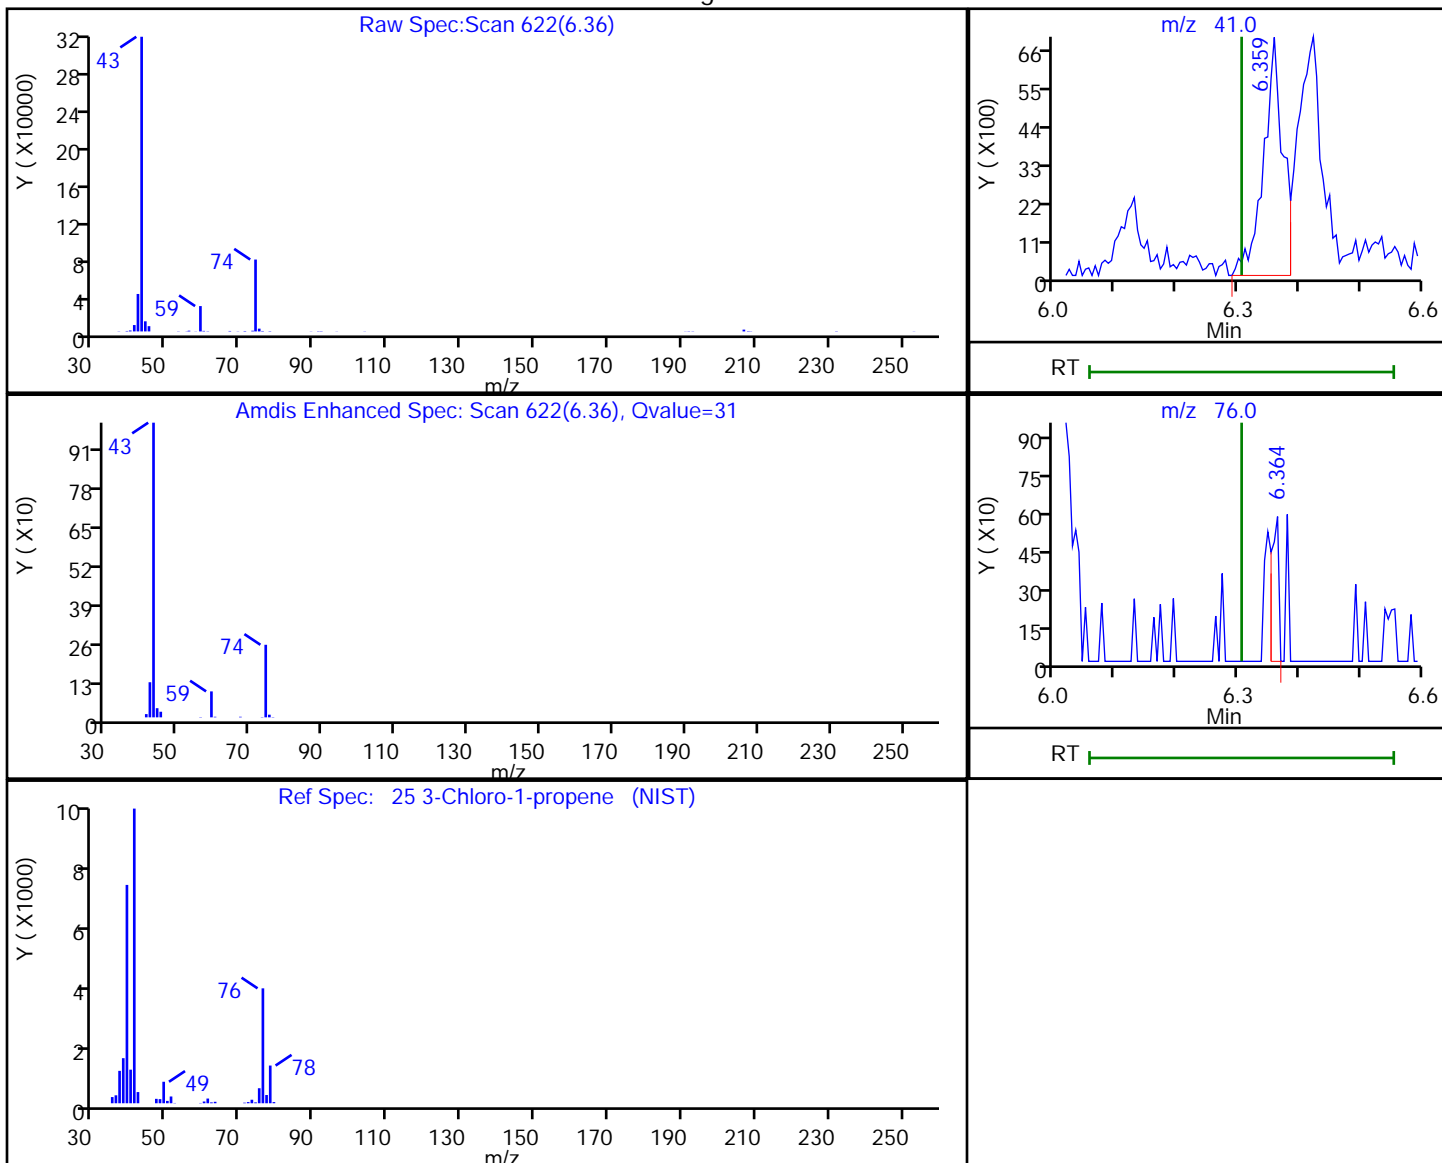 Raw Spec:Scan 622(6.36)
Y ( X10000)
32
28
24
20
16
12
8
4
0
43
74
59
30 50 70 90 110 130 150 170 190 210 230 250
m/z
m/z 41.0
Y ( X100)
66
55
44
33
22
11
0
6.359
6.0 6.3 6.6
Min
RT
Amdis Enhanced Spec: Scan 622(6.36), Qvalue=31
Y ( X10)
91
78
65
52
39
26
13
0
43
74
59
30 50 70 90 110 130 150 170 190 210 230 250
m/z
m/z 76.0
Y ( X10)
90
75
60
45
30
15
0
6.364
6.0 6.3 6.6
Min
RT
Ref Spec: 25 3-Chloro-1-propene (NIST)
Y ( X1000)
10
8
6
4
2
0
76
78
49
30 50 70 90 110 130 150 170 190 210 230 250
m/z